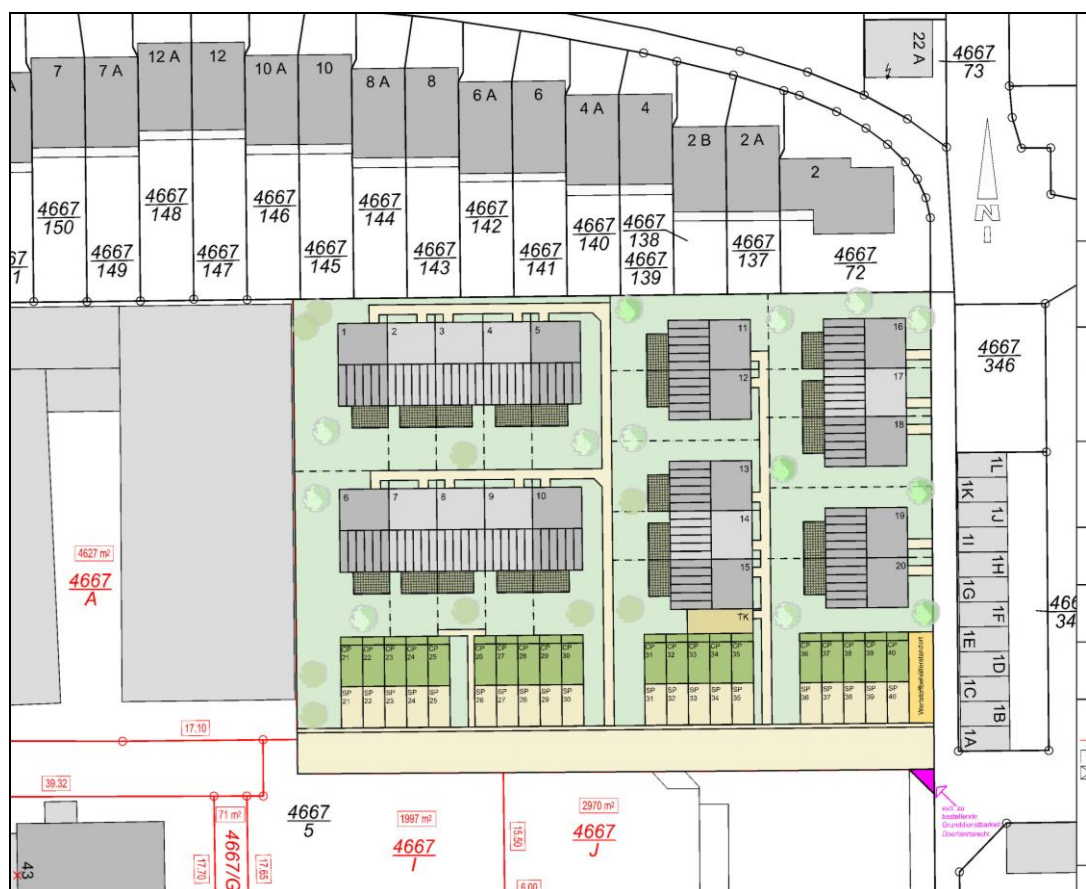 7
7 A
12 A
12
10 A
10
8 A
8
6 A
6
4 A
4
2 B
2 A
2
22 A
4667
73
4667
150
4667
149
4667
148
4667
147
4667
146
4667
145
4667
144
4667
143
4667
142
4667
141
4667
140
4667
138
4667
139
4667
137
4667
72
N
1
2
3
4
5
11
12
16
17
18
4667
346
6
7
8
9
10
13
14
15
19
20
1L
1K
1J
1I
1H
1G
1F
1E
1D
1C
1B
1A
4627 m²
4667
A
TK
CP 21
CP 22
CP 23
CP 24
CP 25
CP 26
CP 27
CP 28
CP 29
CP 30
CP 31
CP 32
CP 33
CP 34
CP 35
CP 36
CP 37
CP 38
CP 39
CP 40
SP 21
SP 22
SP 23
SP 24
SP 25
SP 26
SP 27
SP 28
SP 29
SP 30
SP 31
SP 32
SP 33
SP 34
SP 35
SP 36
SP 37
SP 38
SP 39
SP 40
17.10
39.32
71 m²
4667/G
17.70
17.65
43
4667
5
1997 m²
4667
I
15.50
2970 m²
4667
J
6.00
evtl. zu
bestellende
Grunddienstbarkeit
Überfahrtsrecht